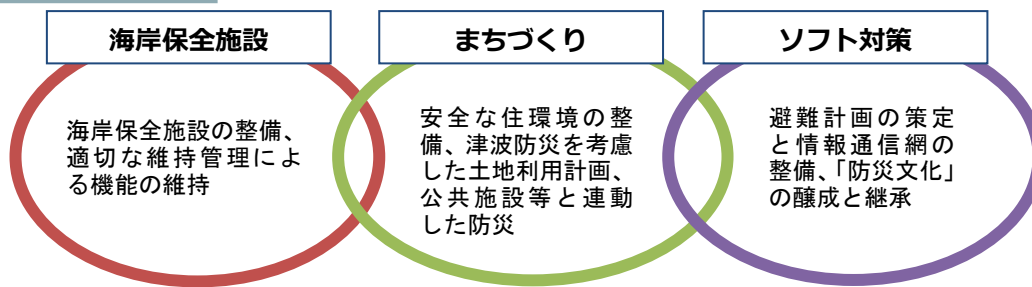 海岸保全施設
海岸保全施設の整備、
適切な維持管理によ
る機能の維持
まちづくり
安全な住環境の整
備、津波防災を考慮
した土地利用計画、
公共施設等と連動
した防災
ソフト対策
避難計画の策定
と情報通信網の
整備、「防災文化」
の醸成と継承